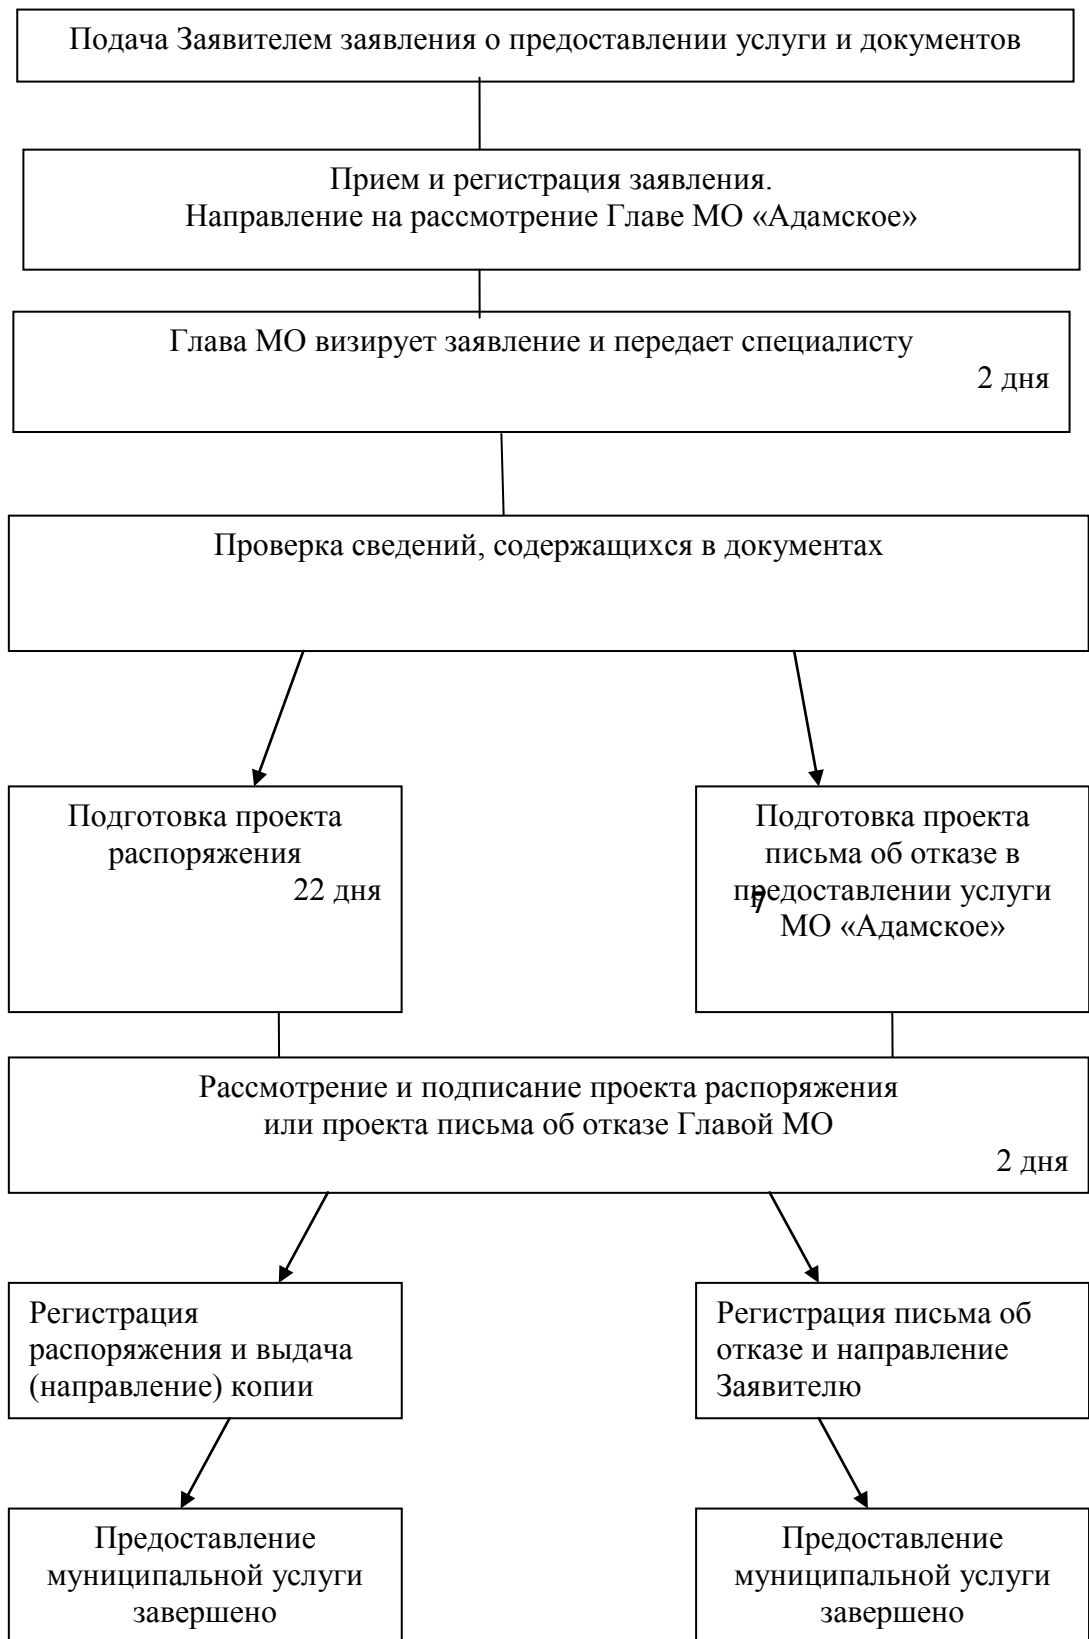 Подача Заявителем заявления о предоставлении услуги и документов
Прием и регистрация заявления.
Направление на рассмотрение Главе МО «Адамское»
Глава МО визирует заявление и передает специалисту
2 дня
Проверка сведений, содержащихся в документах
Подготовка проекта
распоряжения
22 дня
Подготовка проекта
письма об отказе в
предоставлении услуги
7
МО «Адамское»
Рассмотрение и подписание проекта распоряжения
или проекта письма об отказе Главой МО
2 дня
Регистрация
распоряжения и выдача
(направление) копии
Регистрация письма об
отказе и направление
Заявителю
Предоставление
муниципальной услуги
завершено
Предоставление
муниципальной услуги
завершено